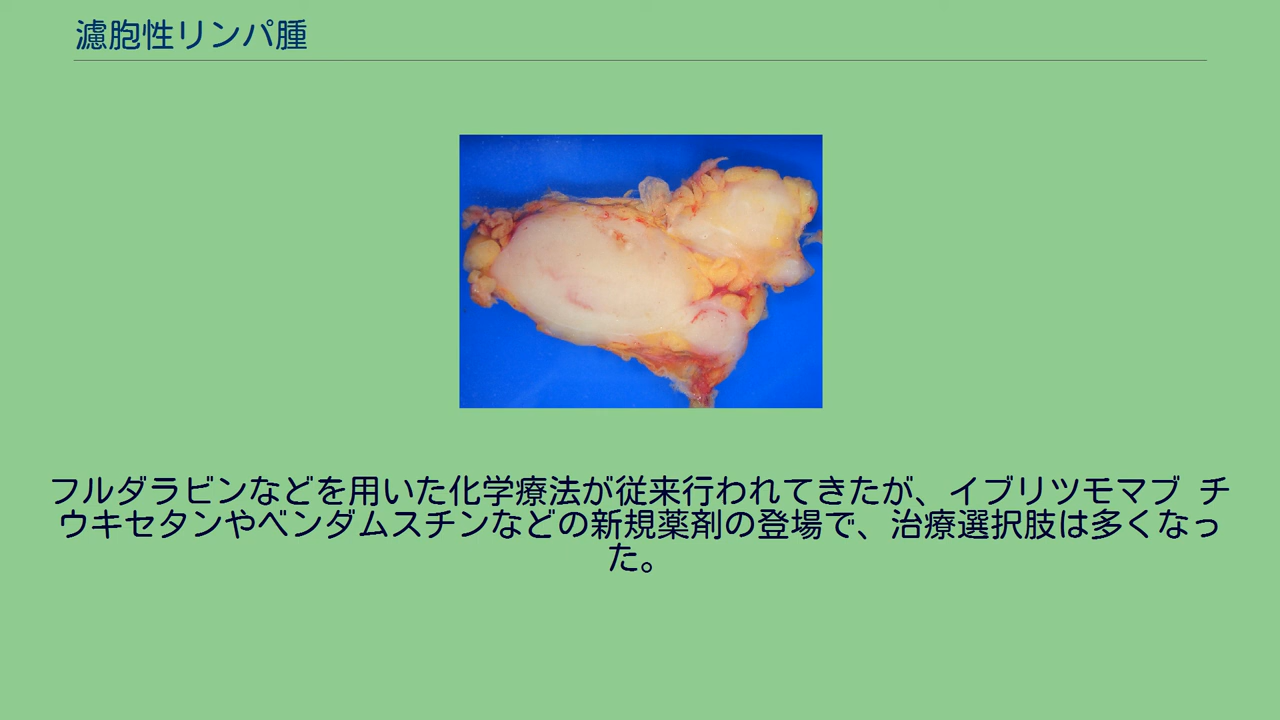 濾胞性リンパ腫
フルダラビンなどを用いた化学療法が従来行われてきたが、イブリツモマブ チ
ウキセタンやベンダムスチンなどの新規薬剤の登場で、治療選択肢は多くなっ
た。